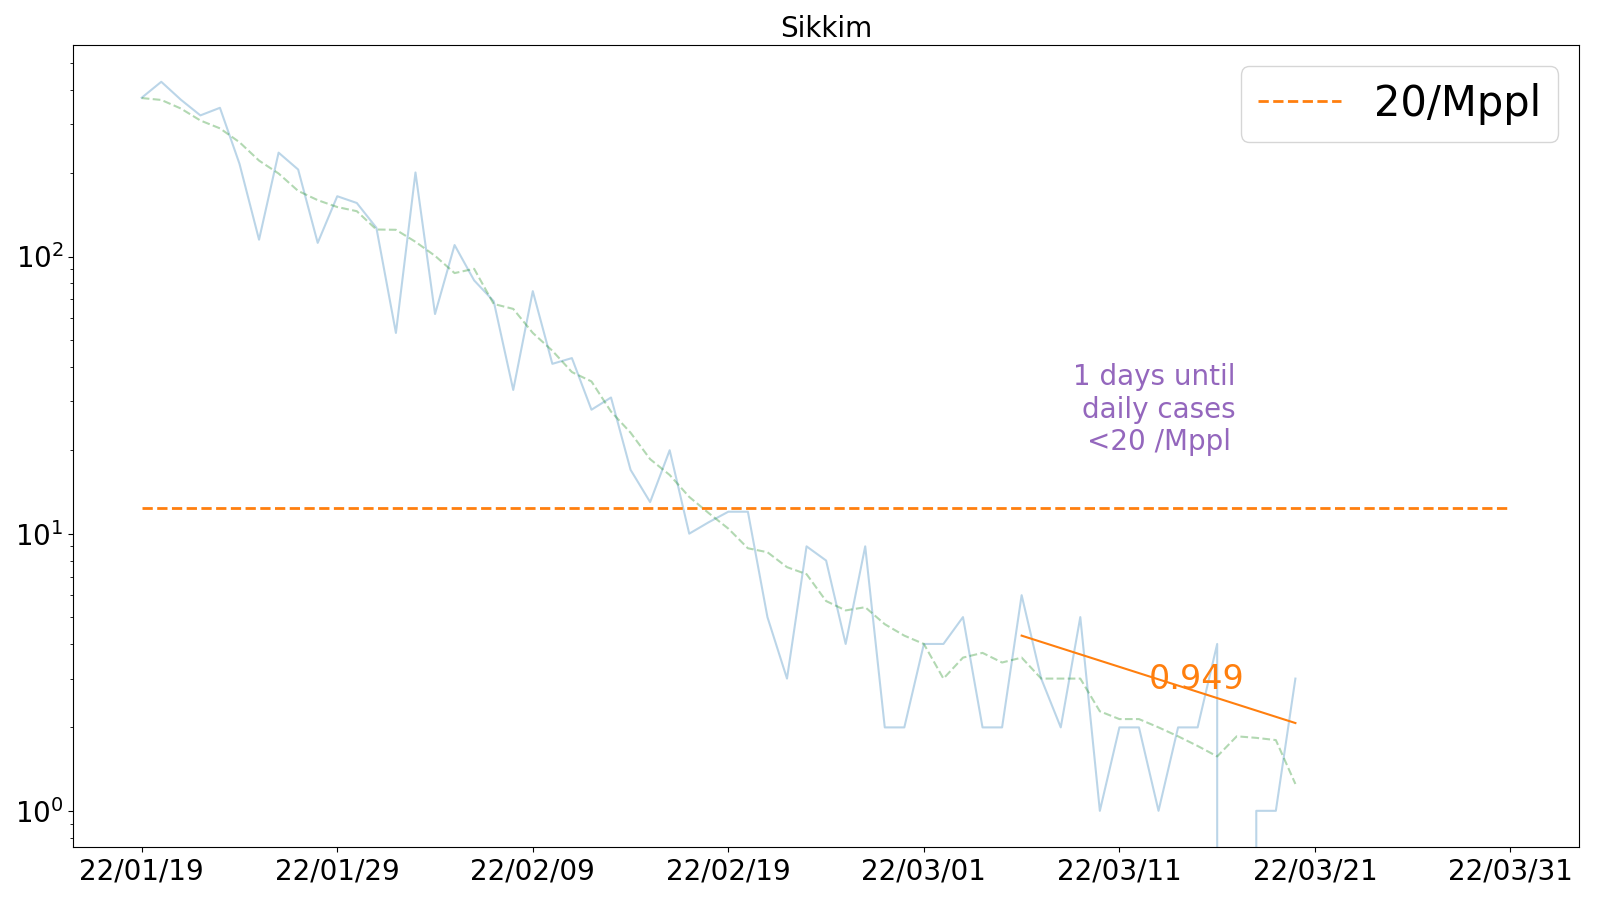 Sikkim
20/Mppl
10²
10¹
10⁰
1 days until
daily cases
<20 /Mppl
0.949
22/01/19 22/01/29 22/02/09 22/02/19 22/03/01 22/03/11 22/03/21 22/03/31